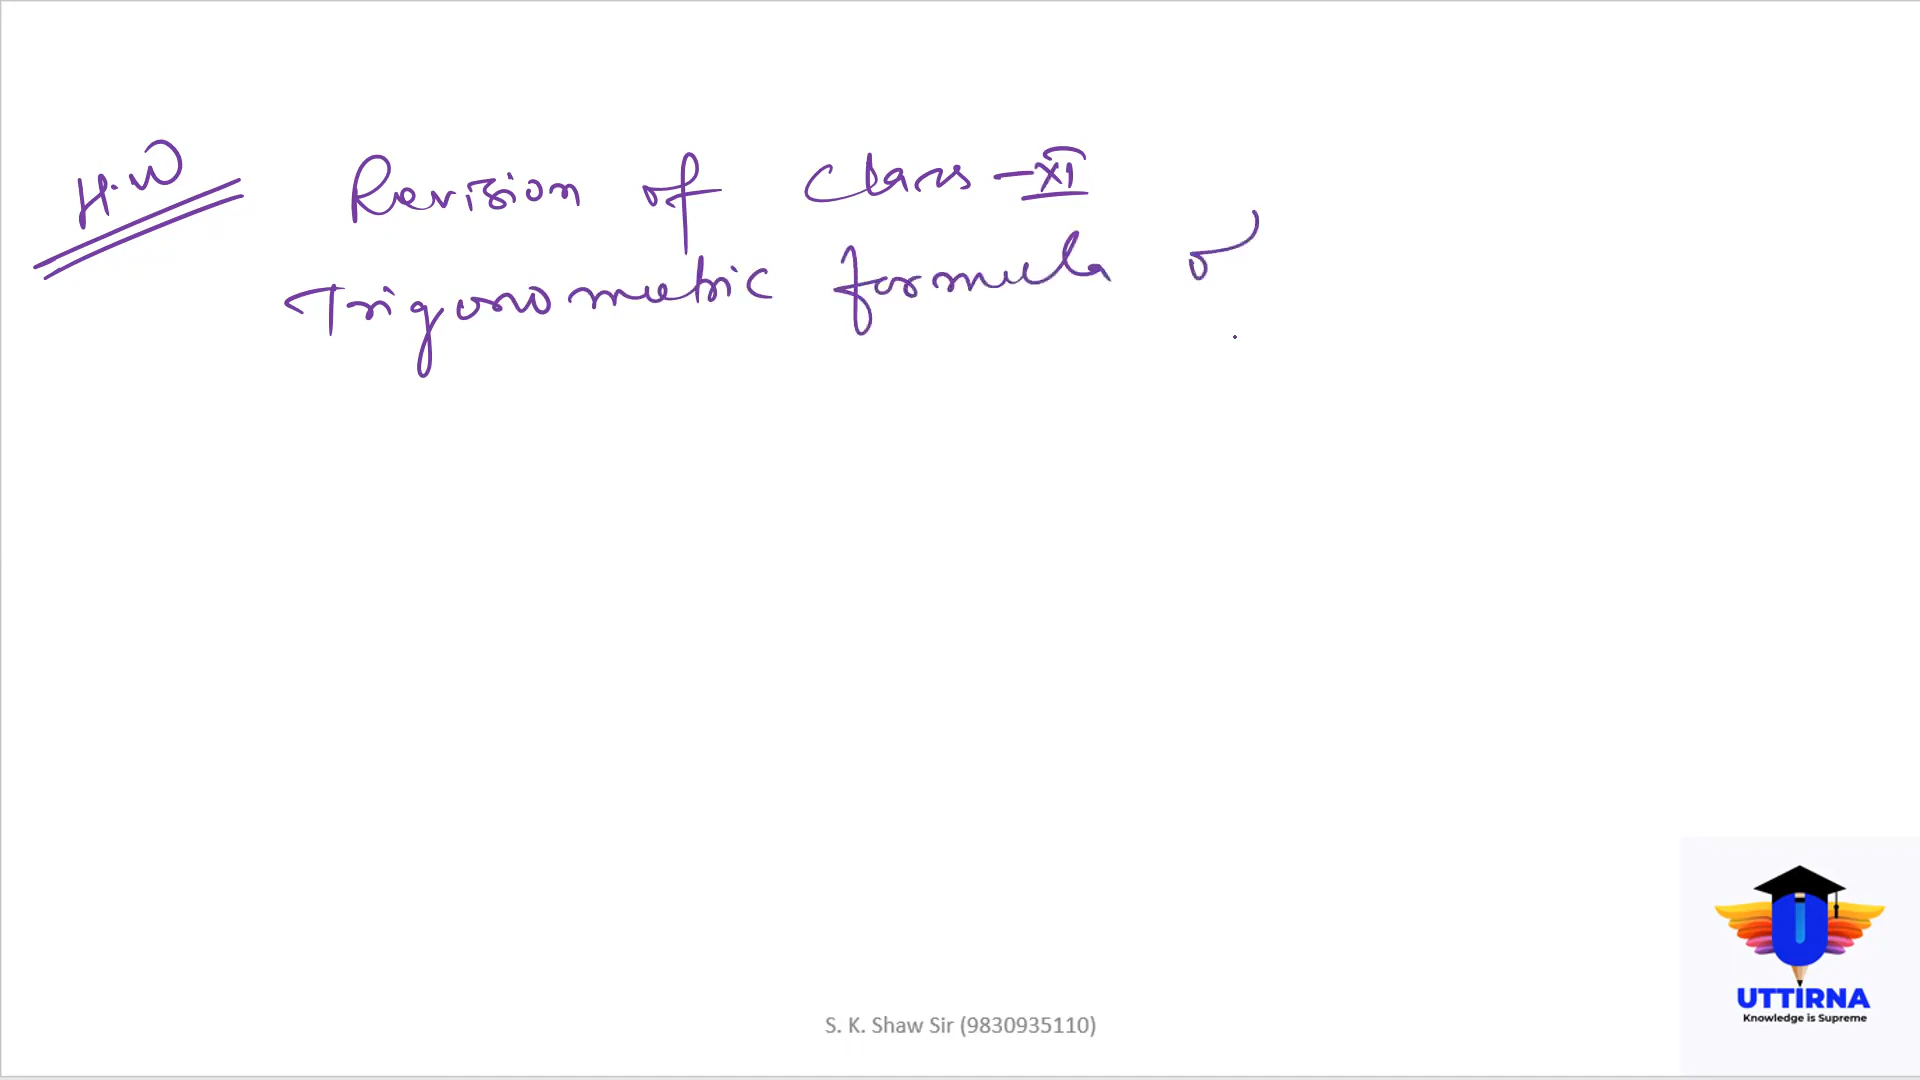 H.W Revision of Class - XI
Trigonometric formula
S. K. Shaw Sir (9830935110)
UTTIRNA
Knowledge is Supreme